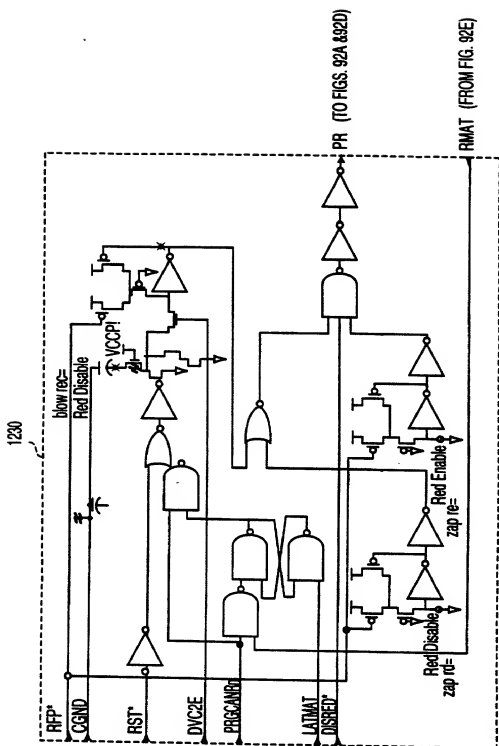 1230
RFP*
CGND
RST*
DVC2E
PRGCANRn
LATMAT
DISRED*
blow rec=
Red Disable
VCCP!
PR (TO FIGS. 92A &92D)
RMAT (FROM FIG. 92E)
Red Disable
zap rd=
Red Enable
zap re=